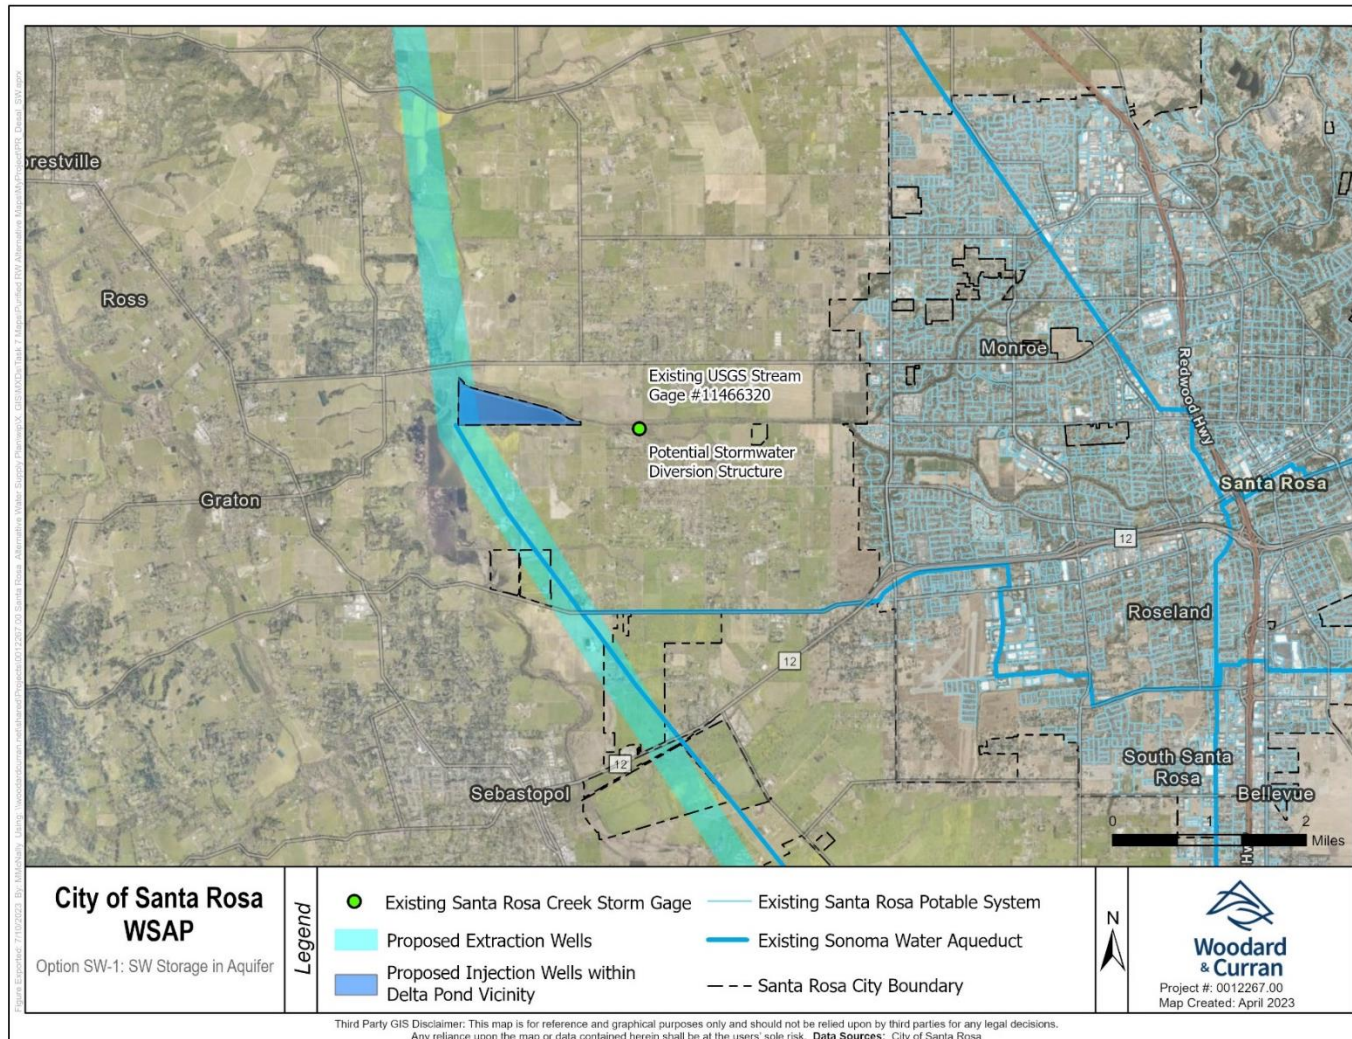 orestville
Ross
Graton
Existing USGS Stream
Gage #11466320
Potential Stormwater
Diversion Structure
Monroe
Redwood Hwy
Santa Rosa
12
Roseland
12
12
Sebastopol
South Santa
Rosa
Bellevue
0 1 2
Miles
City of Santa Rosa
WSAP
Option SW-1: SW Storage in Aquifer
Legend
Existing Santa Rosa Creek Storm Gage
Proposed Extraction Wells
Proposed Injection Wells within
Delta Pond Vicinity
Existing Santa Rosa Potable System
Existing Sonoma Water Aqueduct
Santa Rosa City Boundary
N
Woodard
& Curran
Project #: 0012267.00
Map Created: April 2023
Third Party GIS Disclaimer: This map is for reference and graphical purposes only and should not be relied upon by third parties for any legal decisions.
Any reliance upon the map or data contained herein shall be at the users' sole risk. Data Sources: City of Santa Rosa